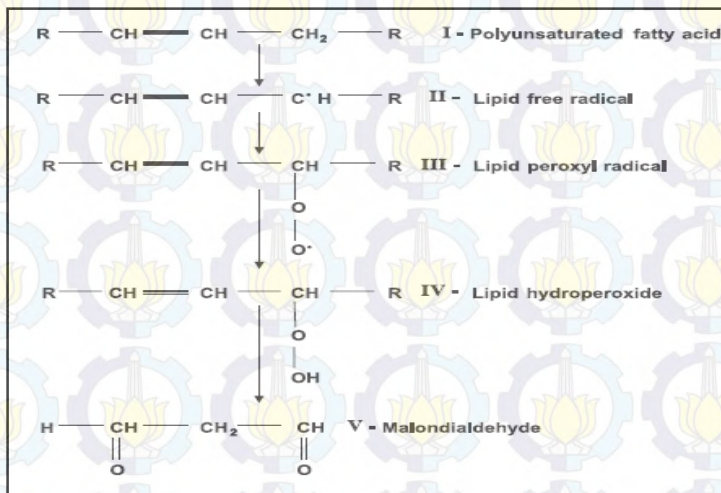 R CH CH CH₂ R I - Polyunsaturated fatty acid
R CH CH C• H R II - Lipid free radical
R CH CH CH R III - Lipid peroxyl radical
O
O•
R CH CH CH R IV - Lipid hydroperoxide
O
OH
H CH CH₂ CH V - Malondialdehyde
O O